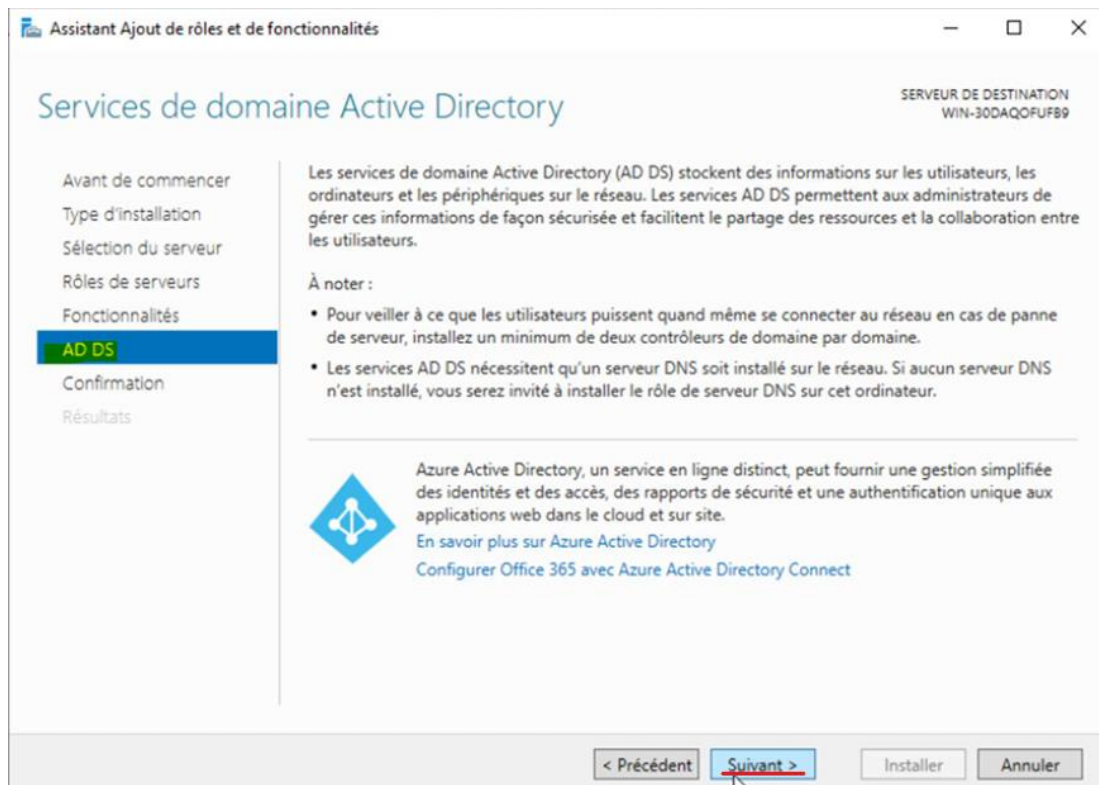 Assistant Ajout de rôles et de fonctionnalités
Services de domaine Active Directory
SERVEUR DE DESTINATION
WIN-30DAQOFUFB9
Avant de commencer
Type d'installation
Sélection du serveur
Rôles de serveurs
Fonctionnalités
AD DS
Confirmation
Résultats
Les services de domaine Active Directory (AD DS) stockent des informations sur les utilisateurs, les
ordinateurs et les périphériques sur le réseau. Les services AD DS permettent aux administrateurs de
gérer ces informations de façon sécurisée et facilitent le partage des ressources et la collaboration entre
les utilisateurs.
À noter :
• Pour veiller à ce que les utilisateurs puissent quand même se connecter au réseau en cas de panne
de serveur, installez un minimum de deux contrôleurs de domaine par domaine.
• Les services AD DS nécessitent qu'un serveur DNS soit installé sur le réseau. Si aucun serveur DNS
n'est installé, vous serez invité à installer le rôle de serveur DNS sur cet ordinateur.
Azure Active Directory, un service en ligne distinct, peut fournir une gestion simplifiée
des identités et des accès, des rapports de sécurité et une authentification unique aux
applications web dans le cloud et sur site.
En savoir plus sur Azure Active Directory
Configurer Office 365 avec Azure Active Directory Connect
< Précédent
Suivant >
Installer
Annuler